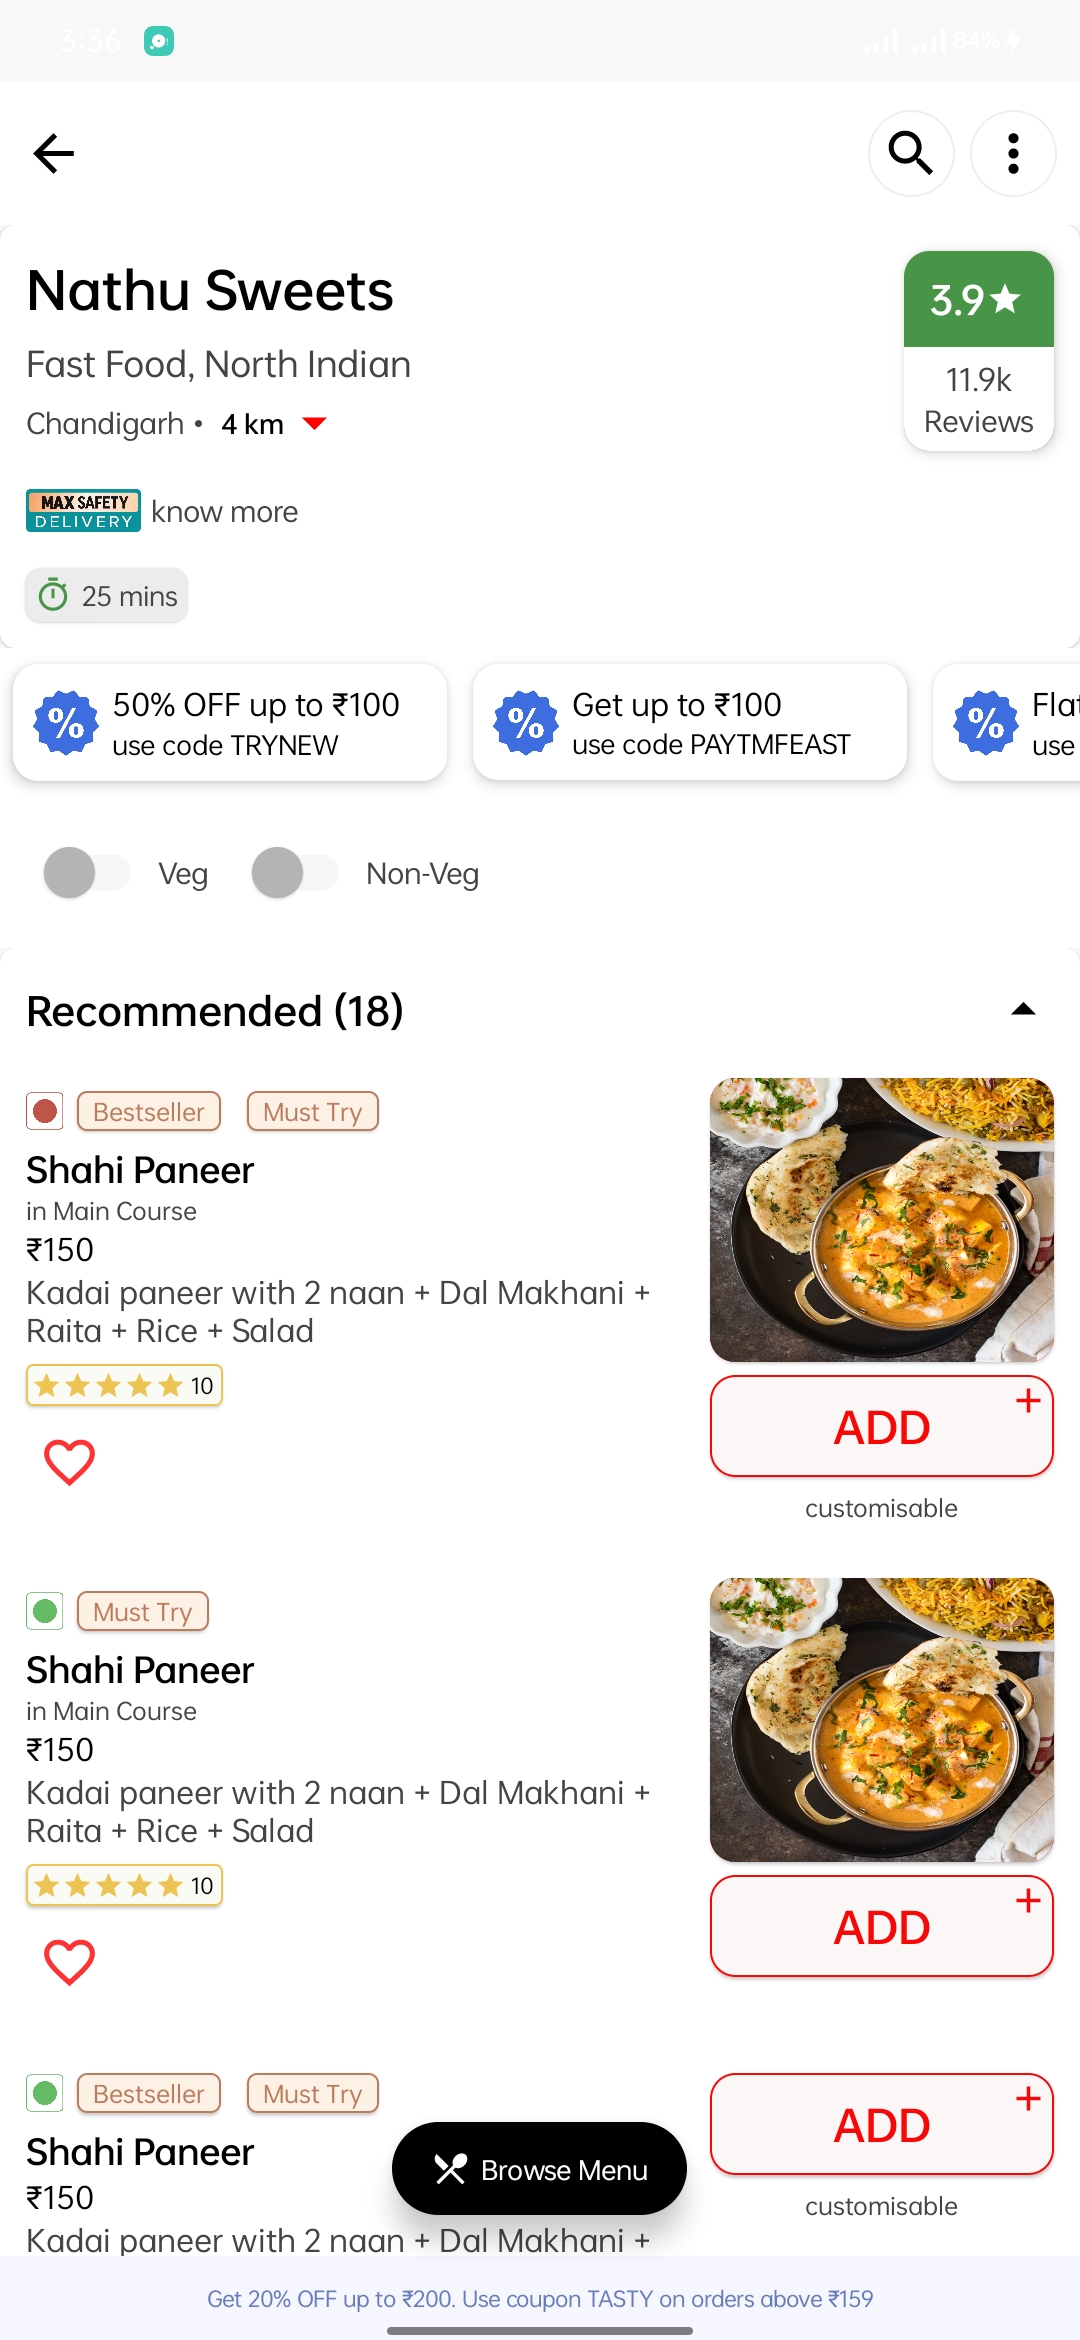 3:36
84%
Nathu Sweets
3.9
Fast Food, North Indian
11.9k
Reviews
Chandigarh • 4 km
MAX SAFETY
DELIVERY
know more
25 mins
50% OFF up to ₹100
use code TRYNEW
Get up to ₹100
use code PAYTMFEAST
Flat
use
Veg
Non-Veg
Recommended (18)
Bestseller
Must Try
Shahi Paneer
in Main Course
₹150
Kadai paneer with 2 naan + Dal Makhani +
Raita + Rice + Salad
10
ADD +
customisable
Must Try
Shahi Paneer
in Main Course
₹150
Kadai paneer with 2 naan + Dal Makhani +
Raita + Rice + Salad
10
ADD +
Bestseller
Must Try
Shahi Paneer
₹150
Kadai paneer with 2 naan + Dal Makhani +
ADD +
customisable
Browse Menu
Get 20% OFF up to ₹200. Use coupon TASTY on orders above ₹159